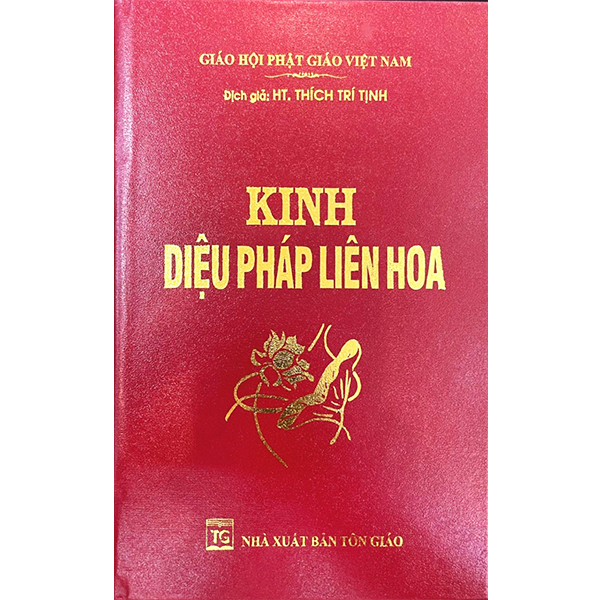 GIÁO HỘI PHẬT GIÁO VIỆT NAM
Dịch giả: HT. THÍCH TRÍ TỊNH
KINH
DIỆU PHÁP LIÊN HOA
TG
NHÀ XUẤT BẢN TÔN GIÁO